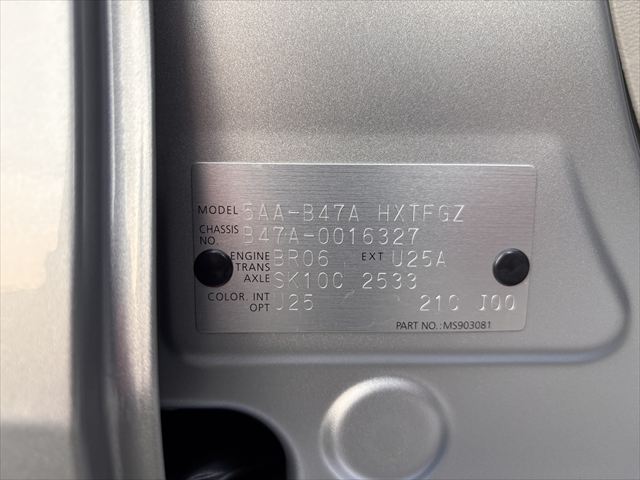 MODEL 5AA-B47A HXTFGZ
CHASSIS NO. B47A-0016327
ENGINE BR06 EXT U25A
TRANS AXLE SK10C 2533
COLOR. INT OPT J25 21C J00
PART NO.:MS903081